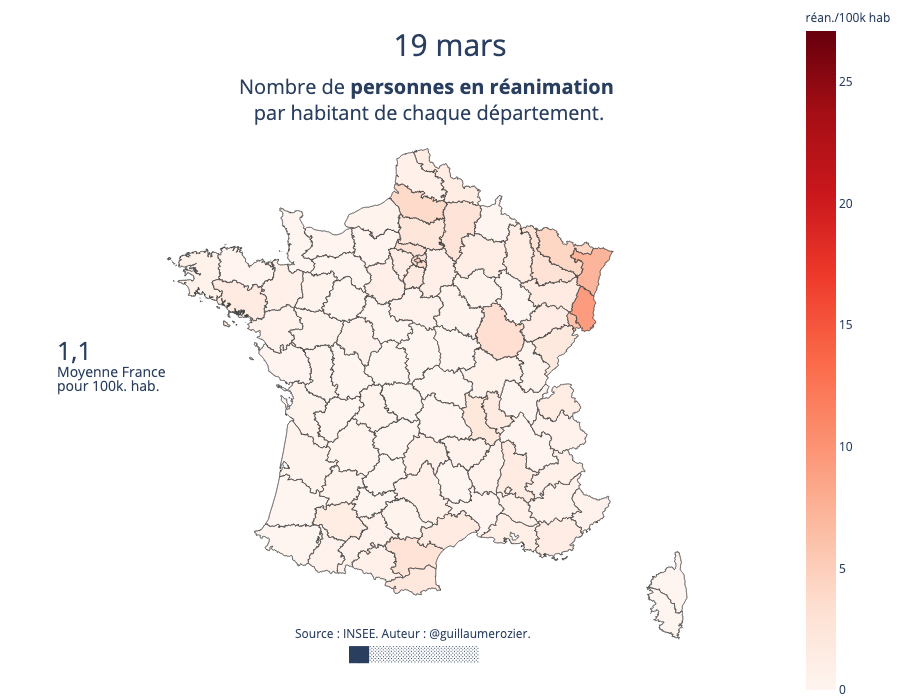 réan./100k hab
19 mars
Nombre de personnes en réanimation
par habitant de chaque département.
25
20
15
10
5
0
1,1
Moyenne France
pour 100k. hab.
Source : INSEE. Auteur : @guillaumerozier.